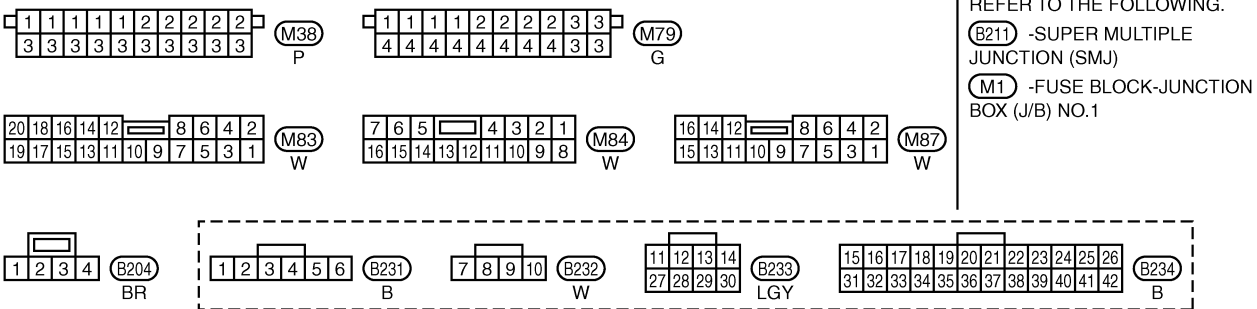 REFER TO THE FOLLOWING.
B211 -SUPER MULTIPLE
JUNCTION (SMJ)
M1 -FUSE BLOCK-JUNCTION
BOX (J/B) NO.1
1 1 1 1 1 2 2 2 2 2
3 3 3 3 3 3 3 3 3 3
M38
P
1 1 1 1 2 2 2 2 3 3
4 4 4 4 4 4 4 4 3 3
M79
G
20 18 16 14 12 8 6 4 2
19 17 15 13 11 10 9 7 5 3 1
M83
W
7 6 5 4 3 2 1
16 15 14 13 12 11 10 9 8
M84
W
16 14 12 8 6 4 2
15 13 11 10 9 7 5 3 1
M87
W
1 2 3 4
B204
BR
1 2 3 4 5 6
B231
B
7 8 9 10
B232
W
11 12 13 14
27 28 29 30
B233
LGY
15 16 17 18 19 20 21 22 23 24 25 26
31 32 33 34 35 36 37 38 39 40 41 42
B234
B